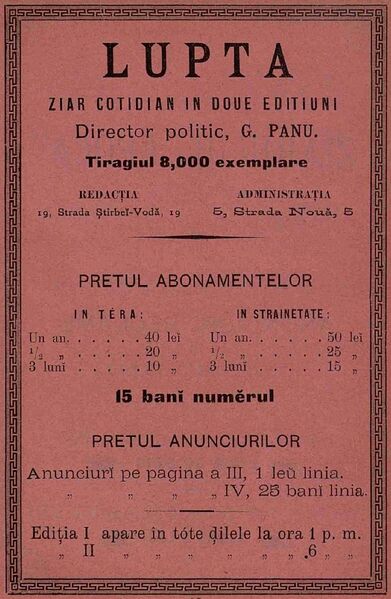 LUPTA
ZIAR COTIDIAN IN DOUE EDITIUNI
Director politic, G. PANU.
Tiragiul 8,000 exemplare
REDACȚIA ADMINISTRAȚIA
19, Strada Știrbeĭ-Vodă, 19 5, Strada Nouă, 5
PRETUL ABONAMENTELOR
IN TÉRA: IN STRAINETATE:
Un an. . . . . . 40 leĭ Un an. . . . . . 50 leĭ
1/2 „ . . . . . . 20 „ 1/2 „ . . . . . . 25 „
3 lunĭ . . . . . 10 „ 3 lunĭ . . . . . 15 „
15 banĭ numĕrul
PRETUL ANUNCIURILOR
Anunciurĭ pe pagina a III, 1 leŭ linia.
„ „ „ „ IV, 25 banĭ linia.
Ediția I apare în tóte ḑilele la ora 1 p. m.
„ II „ „ „ „ .6 „ „